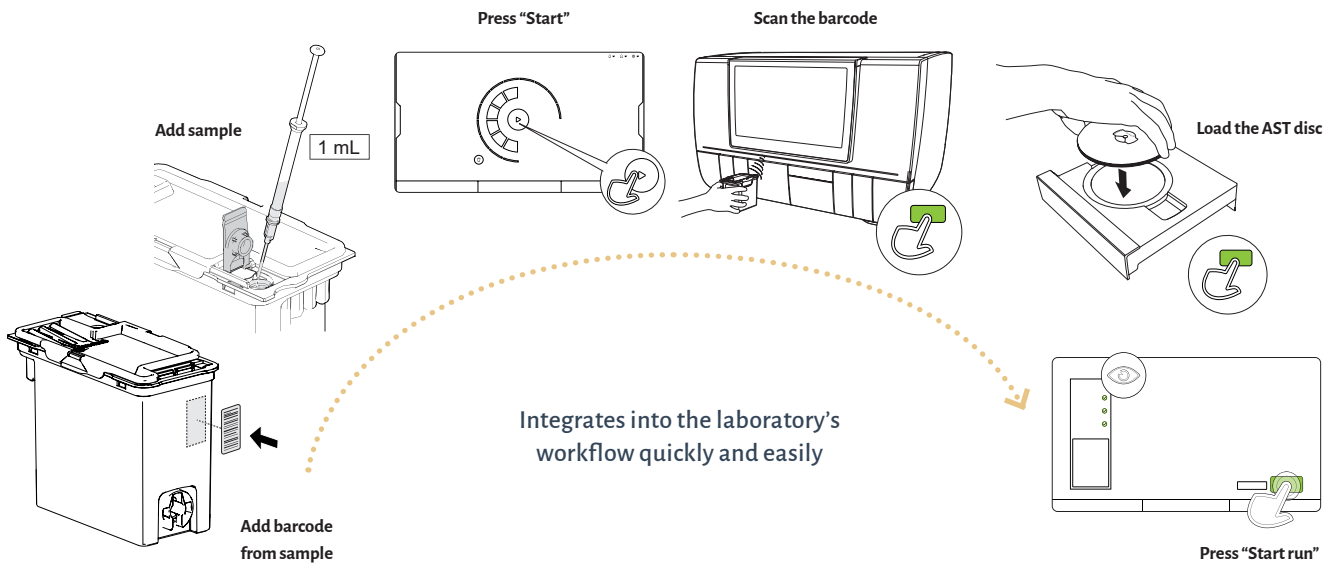 Press “Start”
Scan the barcode
Add sample
1 mL
Load the AST disc
Integrates into the laboratory’s
workflow quickly and easily
Add barcode
from sample
Press “Start run”